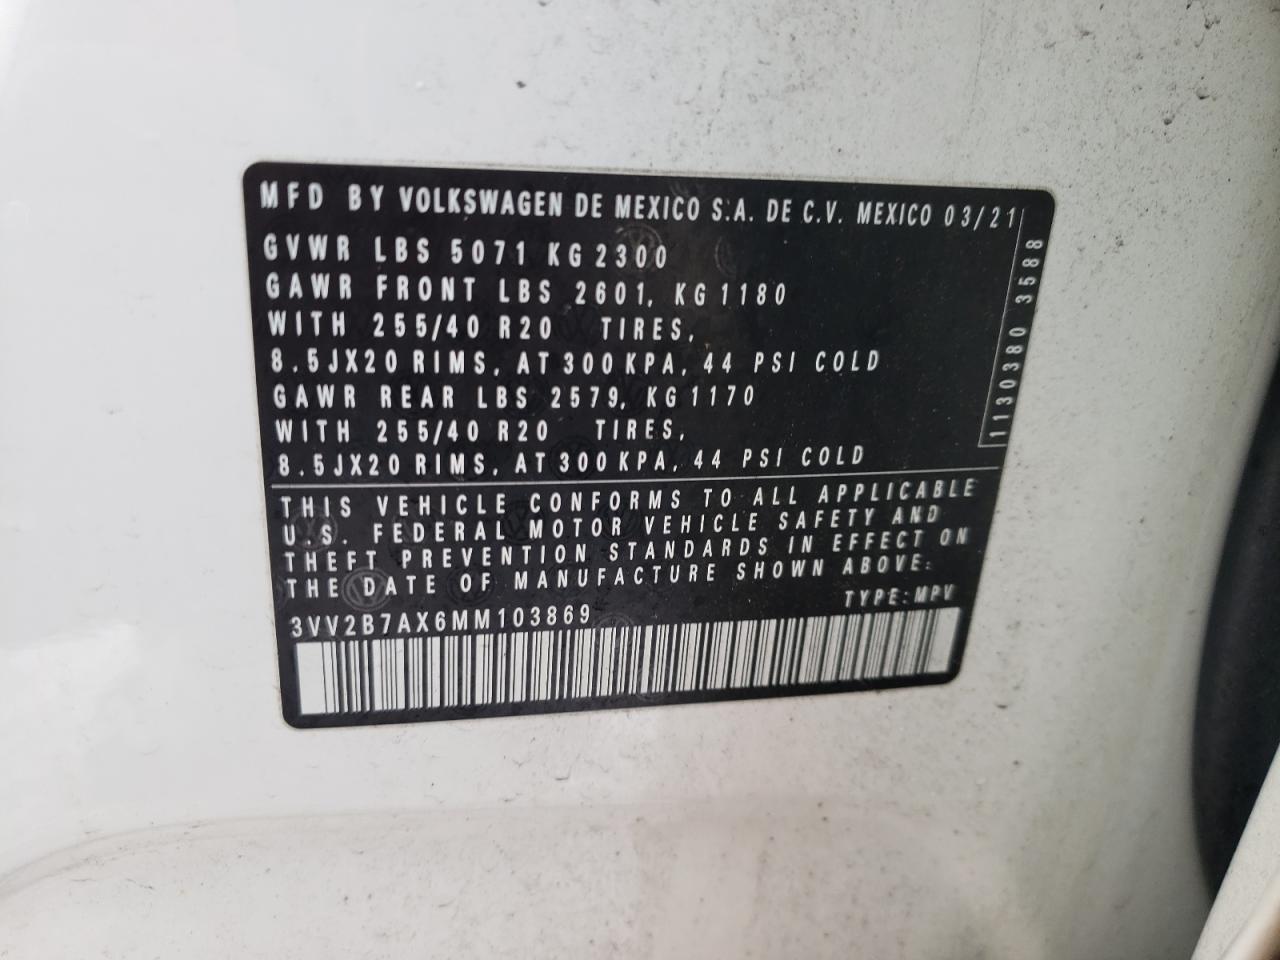 MFD BY VOLKSWAGEN DE MEXICO S.A. DE C.V. MEXICO 03/21
GVWR LBS 5071 KG 2300
GAWR FRONT LBS 2601, KG 1180
WITH 255/40 R20 TIRES,
8.5JX20 RIMS, AT 300 KPA, 44 PSI COLD
GAWR REAR LBS 2579, KG 1170
WITH 255/40 R20 TIRES,
8.5JX20 RIMS, AT 300 KPA, 44 PSI COLD
1130380 3588
THIS VEHICLE CONFORMS TO ALL APPLICABLE
U.S. FEDERAL MOTOR VEHICLE SAFETY AND
THEFT PREVENTION STANDARDS IN EFFECT ON
THE DATE OF MANUFACTURE SHOWN ABOVE:
TYPE: MPV
3VV2B7AX6MM103869